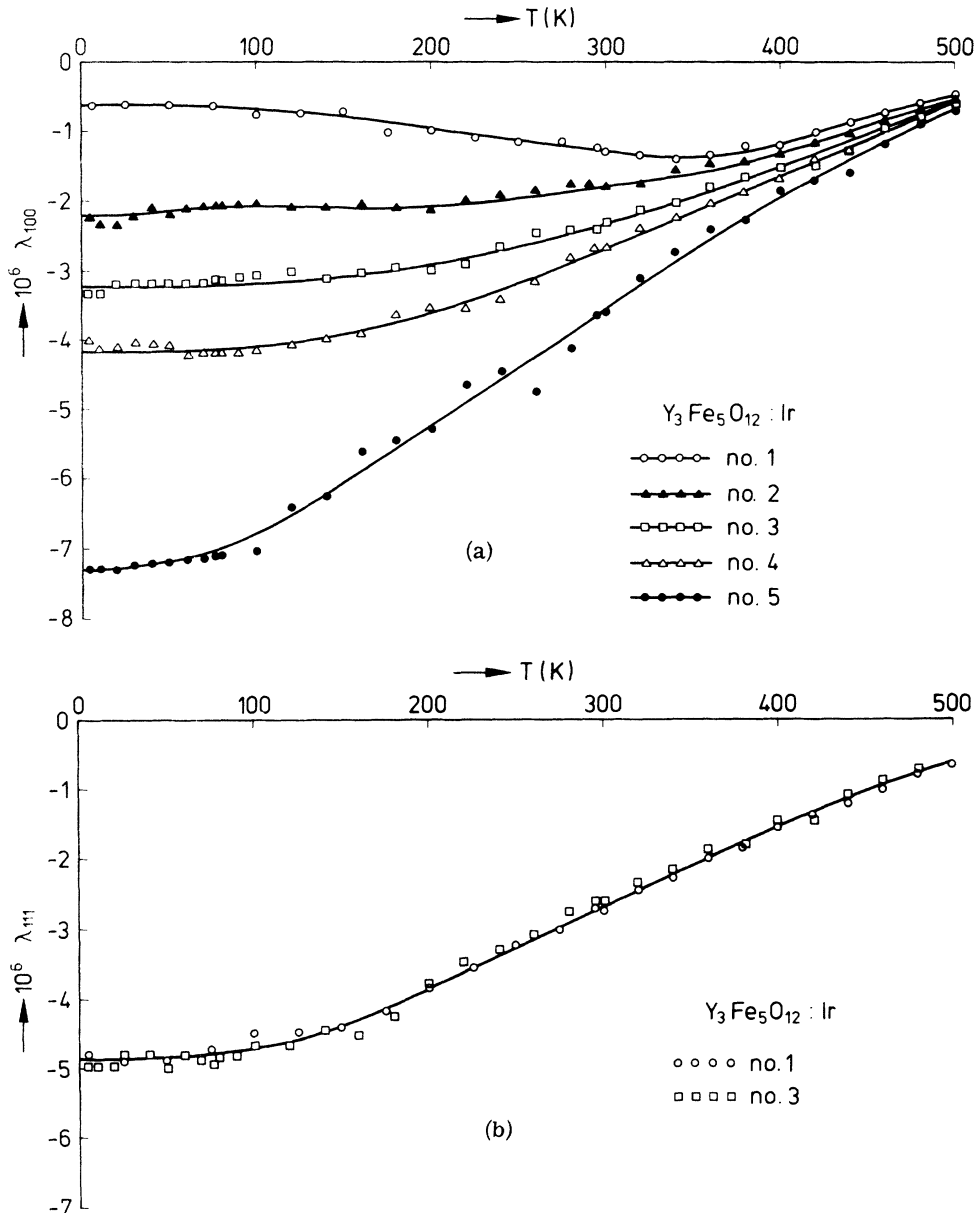 T (K)
0 100 200 300 400 500
0
-1
-2
-3
-4
-5
-6
-7
-8
10⁶ λ₁₀₀
Y₃Fe₅O₁₂ : Ir
no. 1
no. 2
no. 3
no. 4
no. 5
(a)
T (K)
0 100 200 300 400 500
0
-1
-2
-3
-4
-5
-6
-7
10⁶ λ₁₁₁
Y₃Fe₅O₁₂ : Ir
no. 1
no. 3
(b)